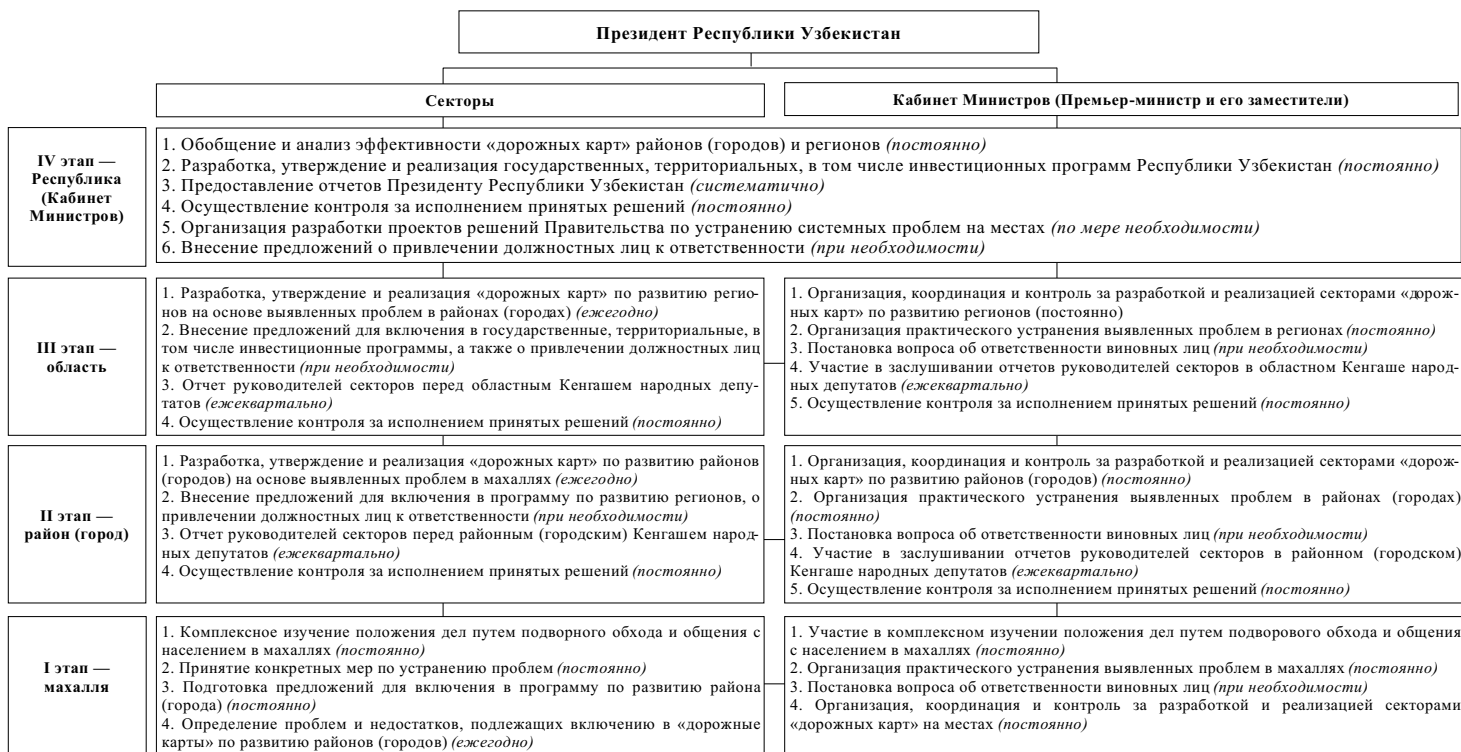 Президент Республики Узбекистан
Секторы
Кабинет Министров (Премьер-министр и его заместители)
IV этап —
Республика
(Кабинет
Министров)
1. Обобщение и анализ эффективности «дорожных карт» районов (городов) и регионов (постоянно)
2. Разработка, утверждение и реализация государственных, территориальных, в том числе инвестиционных программ Республики Узбекистан (постоянно)
3. Предоставление отчетов Президенту Республики Узбекистан (систематично)
4. Осуществление контроля за исполнением принятых решений (постоянно)
5. Организация разработки проектов решений Правительства по устранению системных проблем на местах (по мере необходимости)
6. Внесение предложений о привлечении должностных лиц к ответственности (при необходимости)
III этап —
область
1. Разработка, утверждение и реализация «дорожных карт» по развитию регио-
нов на основе выявленных проблем в районах (городах) (ежегодно)
2. Внесение предложений для включения в государственные, территориальные, в
том числе инвестиционные программы, а также о привлечении должностных лиц
к ответственности (при необходимости)
3. Отчет руководителей секторов перед областным Кенгашем народных депу-
татов (ежеквартально)
4. Осуществление контроля за исполнением принятых решений (постоянно)
1. Организация, координация и контроль за разработкой и реализацией секторами «дорож-
ных карт» по развитию регионов (постоянно)
2. Организация практического устранения выявленных проблем в регионах (постоянно)
3. Постановка вопроса об ответственности виновных лиц (при необходимости)
4. Участие в заслушивании отчетов руководителей секторов в областном Кенгаше народ-
ных депутатов (ежеквартально)
5. Осуществление контроля за исполнением принятых решений (постоянно)
II этап —
район (город)
1. Разработка, утверждение и реализация «дорожных карт» по развитию районов
(городов) на основе выявленных проблем в махаллях (ежегодно)
2. Внесение предложений для включения в программу по развитию регионов, о
привлечении должностных лиц к ответственности (при необходимости)
3. Отчет руководителей секторов перед районным (городским) Кенгашем народ-
ных депутатов (ежеквартально)
4. Осуществление контроля за исполнением принятых решений (постоянно)
1. Организация, координация и контроль за разработкой и реализацией секторами «дорож-
ных карт» по развитию районов (городов) (постоянно)
2. Организация практического устранения выявленных проблем в районах (городах)
(постоянно)
3. Постановка вопроса об ответственности виновных лиц (при необходимости)
4. Участие в заслушивании отчетов руководителей секторов в районном (городском)
Кенгаше народных депутатов (ежеквартально)
5. Осуществление контроля за исполнением принятых решений (постоянно)
I этап —
махалля
1. Комплексное изучение положения дел путем подворного обхода и общения с
населением в махаллях (постоянно)
2. Принятие конкретных мер по устранению проблем (постоянно)
3. Подготовка предложений для включения в программу по развитию района
(города) (постоянно)
4. Определение проблем и недостатков, подлежащих включению в «дорожные
карты» по развитию районов (городов) (ежегодно)
1. Участие в комплексном изучении положения дел путем подворового обхода и общения
с населением в махаллях (постоянно)
2. Организация практического устранения выявленных проблем в махаллях (постоянно)
3. Постановка вопроса об ответственности виновных лиц (при необходимости)
4. Организация, координация и контроль за разработкой и реализацией секторами
«дорожных карт» на местах (постоянно)